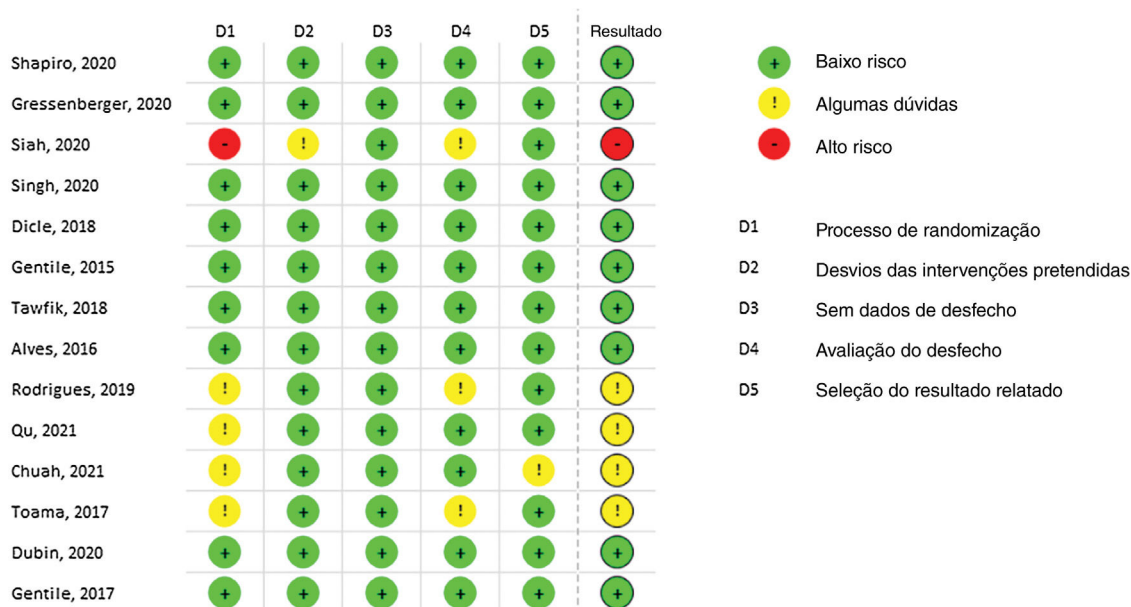 D1 D2 D3 D4 D5 Resultado
Shapiro, 2020 + + + + + +
Gressenberger, 2020 + + + + + +
Siah, 2020 - ! + ! + -
Singh, 2020 + + + + + +
Dicle, 2018 + + + + + +
Gentile, 2015 + + + + + +
Tawfik, 2018 + + + + + +
Alves, 2016 + + + + + +
Rodrigues, 2019 ! + + ! + !
Qu, 2021 ! + + + + !
Chuah, 2021 ! + + + ! !
Toama, 2017 ! + + ! + !
Dubin, 2020 + + + + + +
Gentile, 2017 + + + + + +
+ Baixo risco
! Algumas dúvidas
- Alto risco
D1 Processo de randomização
D2 Desvios das intervenções pretendidas
D3 Sem dados de desfecho
D4 Avaliação do desfecho
D5 Seleção do resultado relatado